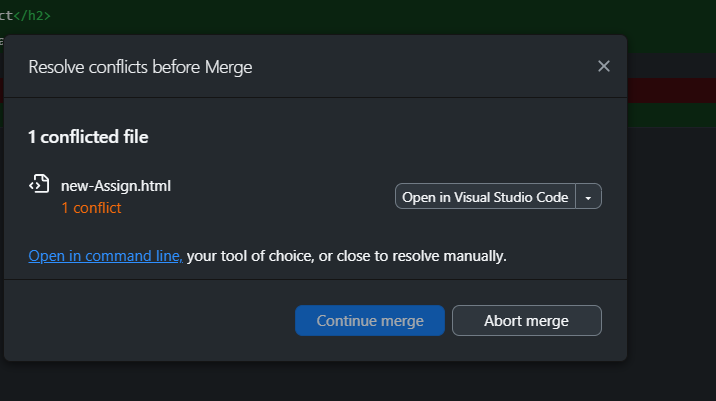 ct</h2>
Resolve conflicts before Merge
1 conflicted file
new-Assign.html
1 conflict
Open in Visual Studio Code
Open in command line, your tool of choice, or close to resolve manually.
Continue merge
Abort merge